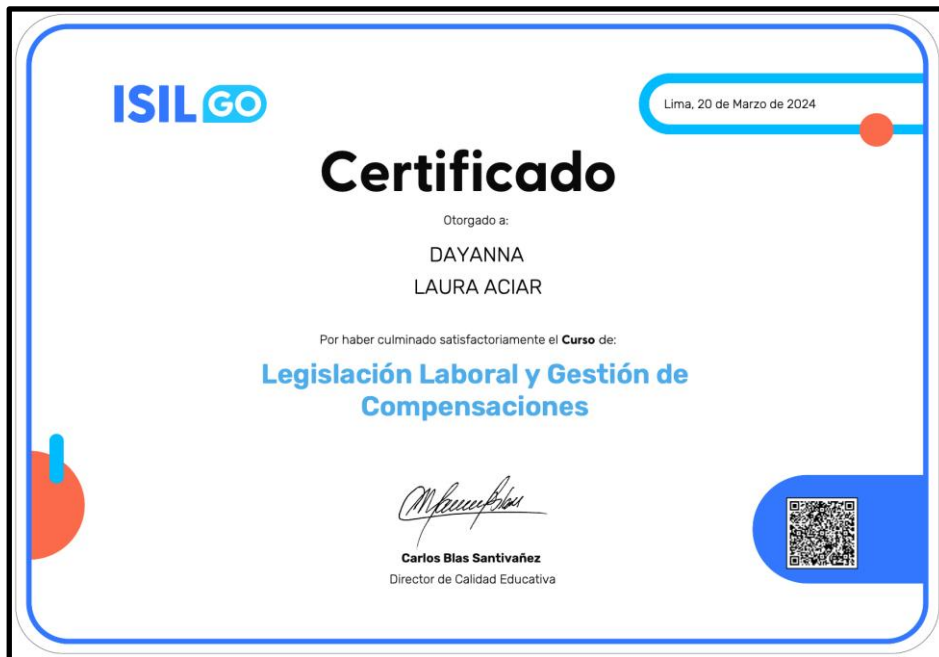 ISIL GO
Lima, 20 de Marzo de 2024
Certificado
Otorgado a:
DAYANNA
LAURA ACIAR
Por haber culminado satisfactoriamente el Curso de:
Legislación Laboral y Gestión de
Compensaciones
Carlos Blas Santivañez
Director de Calidad Educativa